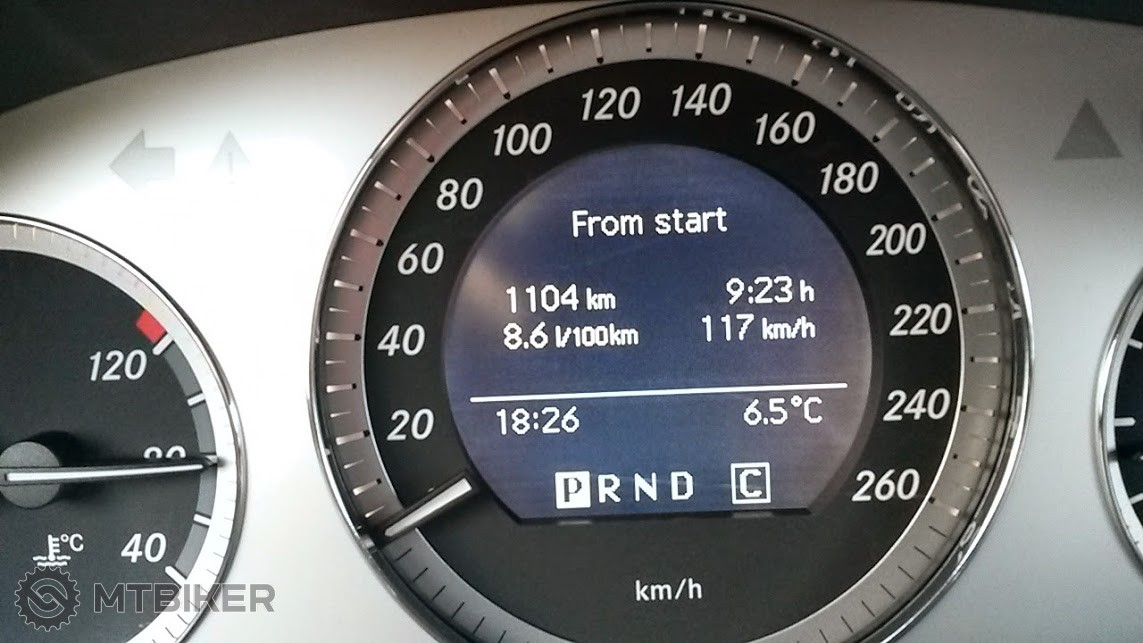 120 140
100 160
80 180
60 200
40 220
20 240
260
From start
1104 km 9:23 h
8.6 l/100km 117 km/h
18:26 6.5°C
P R N D C
km/h
120
80
40
°C
MTBIKER